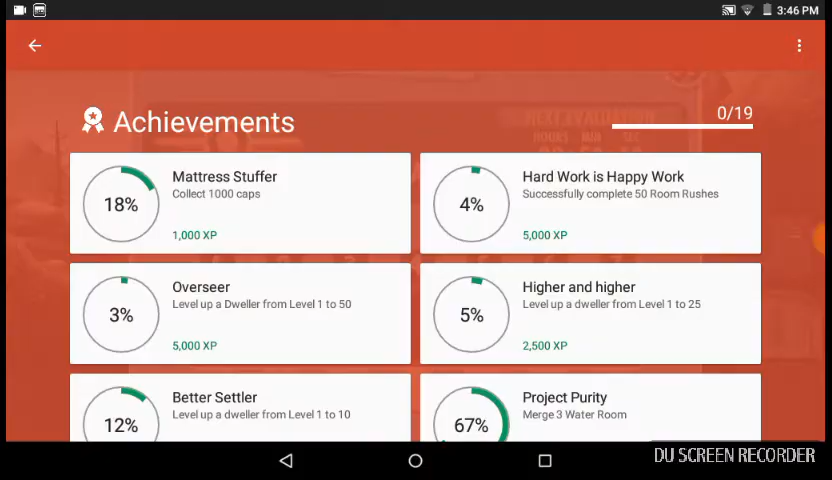 3:46 PM
Achievements
0/19
18%
Mattress Stuffer
Collect 1000 caps
1,000 XP
4%
Hard Work is Happy Work
Successfully complete 50 Room Rushes
5,000 XP
3%
Overseer
Level up a Dweller from Level 1 to 50
5,000 XP
5%
Higher and higher
Level up a dweller from Level 1 to 25
2,500 XP
12%
Better Settler
Level up a dweller from Level 1 to 10
67%
Project Purity
Merge 3 Water Room
DU SCREEN RECORDER